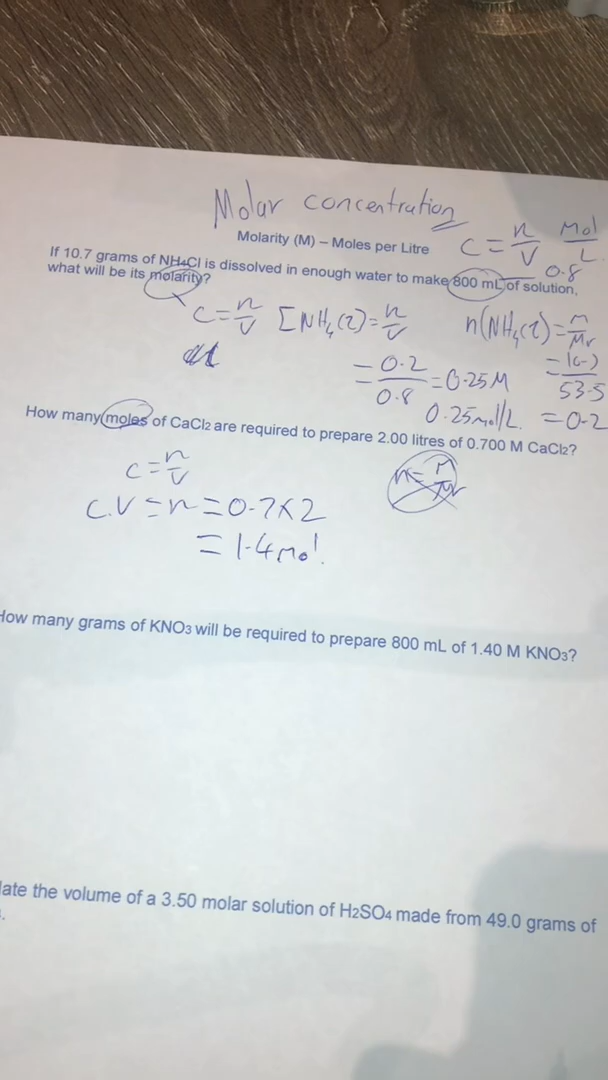 Molar concentration
Molarity (M) – Moles per Litre
C = n/V Mol/L
If 10.7 grams of NH4Cl is dissolved in enough water to make 800 mL of solution,
0.8
what will be its molarity?
C = n/V [NH4Cl) = n/V n(NH4Cl) = m/Mr
= 0.2/0.8 = 0.25M
= 10.7/53.5
0.25mol/L. = 0.2
How many moles of CaCl2 are required to prepare 2.00 litres of 0.700 M CaCl2?
C = n/V n = m/Mr
C.V = n = 0.7 x 2
= 1.4 mol.
How many grams of KNO3 will be required to prepare 800 mL of 1.40 M KNO3?
late the volume of a 3.50 molar solution of H2SO4 made from 49.0 grams of